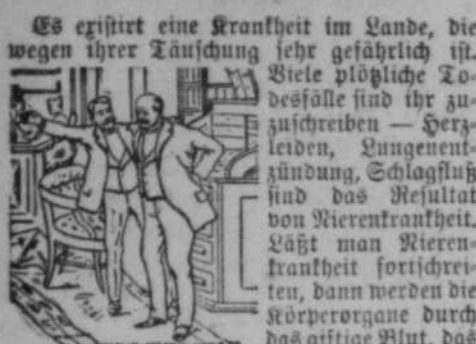 Es existirt eine Krankheit im Lande, die
wegen ihrer Täuschung sehr gefährlich ist.
Viele plötzliche To-
desfälle sind ihr zu-
zuschreiben — Herz-
leiden, Lungenent-
zündung, Schlagfluß
sind das Resultat
von Nierenkrankheit.
Läßt man Nieren-
krankheit fortschrei-
ten, dann werden die
Körperorgane durch
das giftige Blut, das